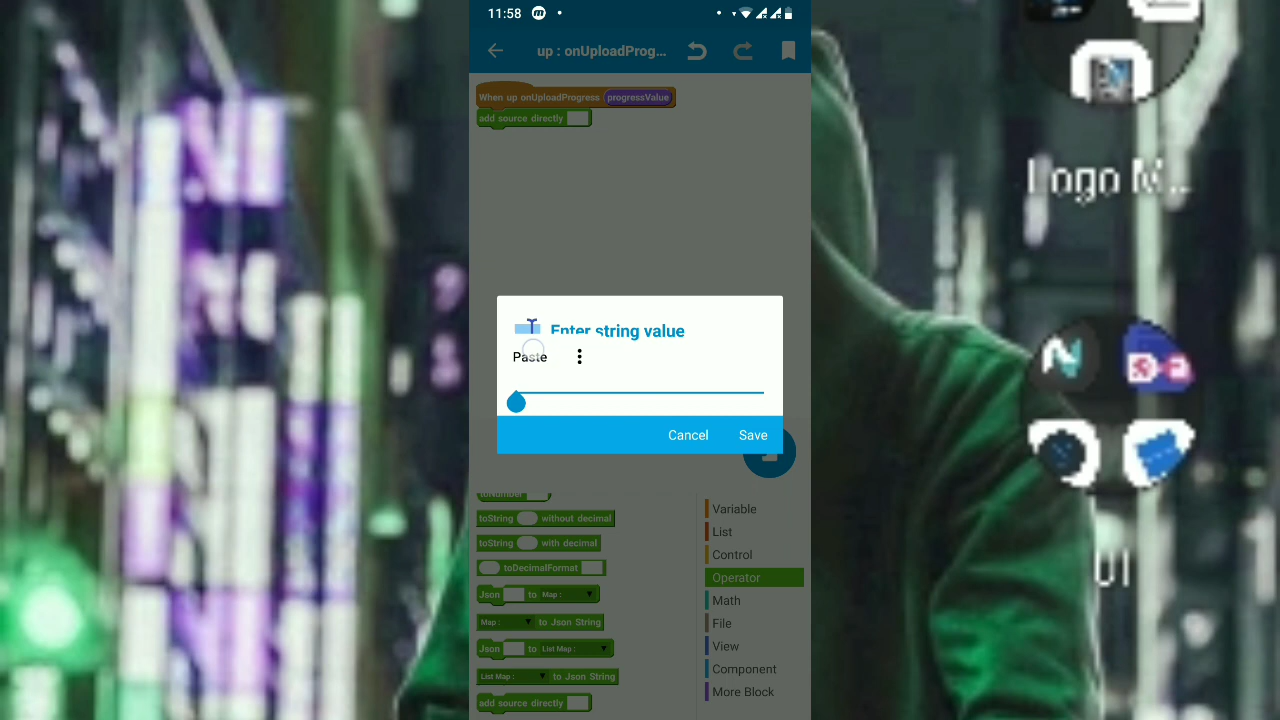 11:58
up : onUploadProg...
When up onUploadProgress progressValue
add source directly
Enter string value
Paste
Cancel
Save
toNumber
toString without decimal
toString with decimal
toDecimalFormat
Json to Map :
Map : to Json String
Json to List Map :
List Map : to Json String
add source directly
Variable
List
Control
Operator
Math
File
View
Component
More Block
Logo M...
UI